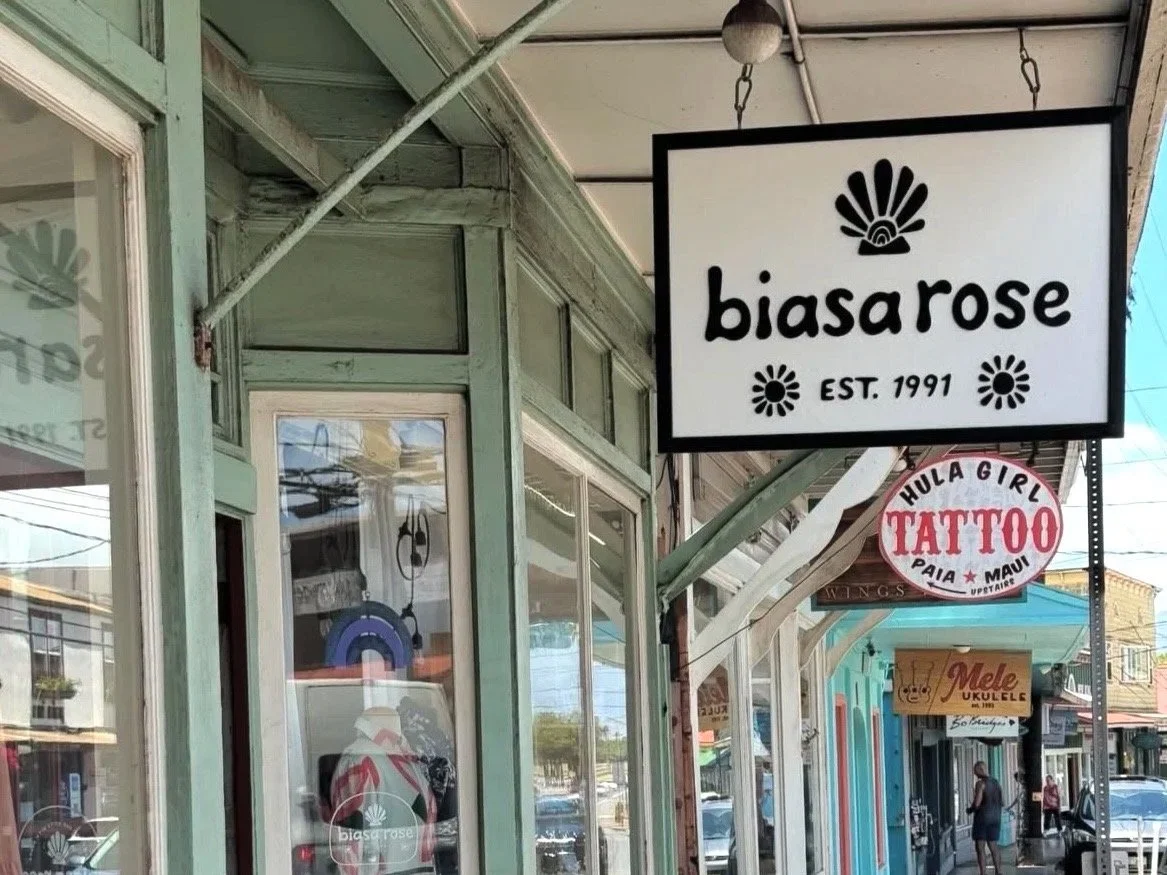 biasa rose
EST. 1991
HULA GIRL
TATTOO
PAIA ★ MAUI
UPSTAIRS
WINGS
Mele
UKULELE
biasa rose